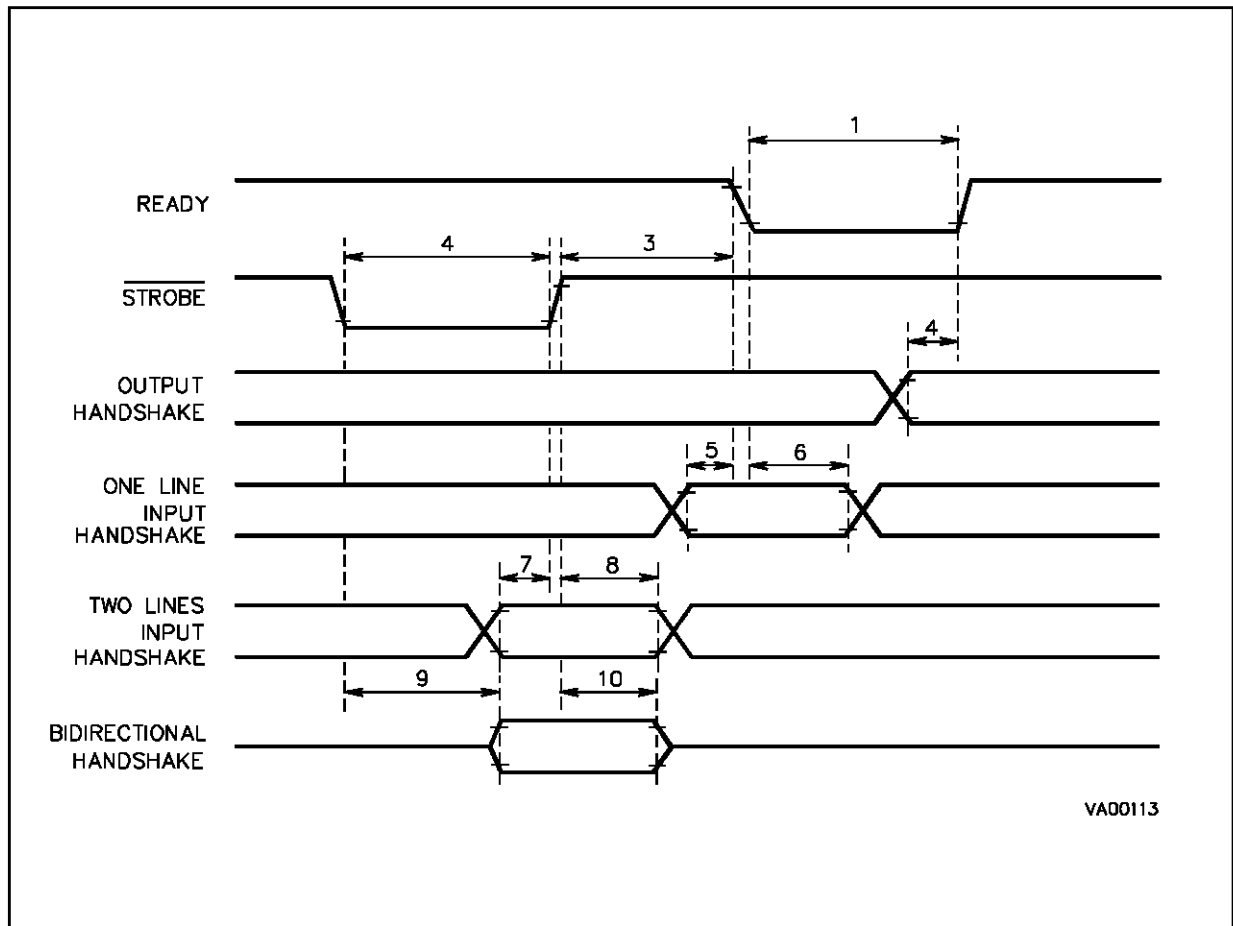 1
READY
4
3
STROBE
4
OUTPUT
HANDSHAKE
5
6
ONE LINE
INPUT
HANDSHAKE
7
8
TWO LINES
INPUT
HANDSHAKE
9
10
BIDIRECTIONAL
HANDSHAKE
VA00113